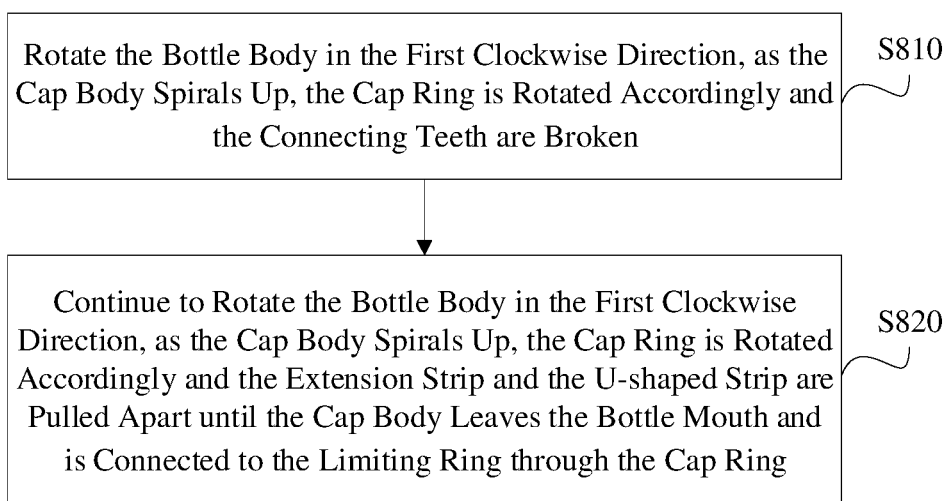 Rotate the Bottle Body in the First Clockwise Direction, as the
Cap Body Spirals Up, the Cap Ring is Rotated Accordingly and
the Connecting Teeth are Broken
S810
Continue to Rotate the Bottle Body in the First Clockwise
Direction, as the Cap Body Spirals Up, the Cap Ring is Rotated
Accordingly and the Extension Strip and the U-shaped Strip are
Pulled Apart until the Cap Body Leaves the Bottle Mouth and
is Connected to the Limiting Ring through the Cap Ring
S820